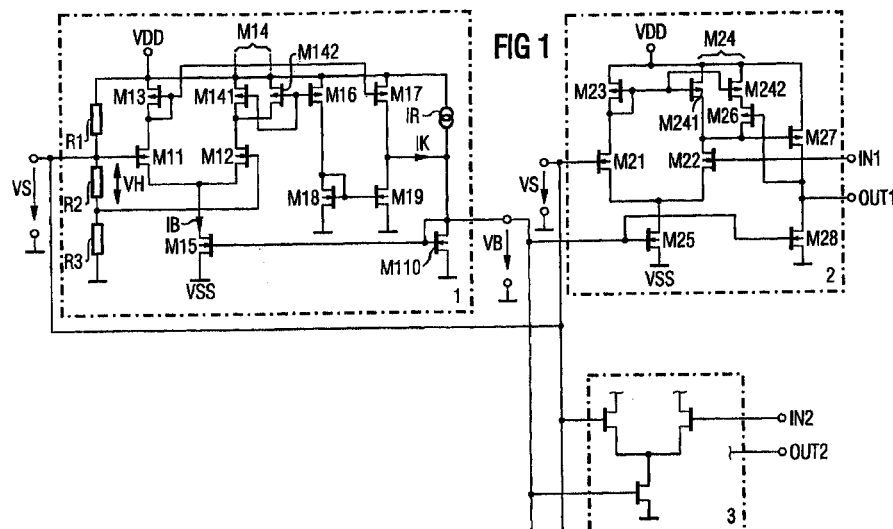 FIG 1
VDD
M14
M142
M13
M141
M16
M17
IR
R1
M11
M12
IK
VS
R2
VH
M18
M19
R3
IB
M15
VSS
M110
VB
1
VDD
M24
M23
M242
M26
M241
M27
VS
M21
M22
IN1
OUT1
M25
M28
VSS
2
IN2
OUT2
3